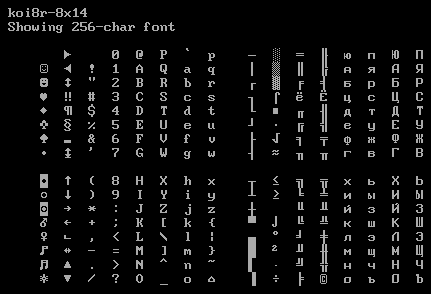 koi8r-8x14
Showing 256-char font
► 0 @ P ` p ─ ░ ═ ╟ ю п Ю П
☺ ◄ ! 1 A Q a q │ ▒ ║ ╠ а я А Я
☻ ↕ " 2 B R b r ┌ ▓ ╒ ╡ б р Б Р
♥ ‼ # 3 C S c s ┐ ⌠ ё Ё ц с Ц С
♦ ¶ $ 4 D T d t └ ■ ╓ ╢ д т Д Т
♣ § % 5 E U e u ┘ ∙ ╔ ╣ е у Е У
♠ ▬ & 6 F V f v ├ √ ╕ ╤ ф ж Ф Ж
• ↨ ' 7 G W g w ┤ ≈ ╖ ╥ г в Г В
◘ ↑ ( 8 H X h x ┬ ≤ ╗ ╦ х ь Х Ь
○ ↓ ) 9 I Y i y ┴ ≥ ╘ ╧ и ы И Ы
◙ → * : J Z j z ┼ ╙ ╨ й з Й З
♂ ← + ; K [ k { ▀ ⌡ ╚ ╩ к ш К Ш
♀ ∟ , < L \ l | ▄ ° ╛ ╪ л э Л Э
♪ ↔ - = M ] m } █ ² ╜ ╫ м щ М Щ
♫ ▲ . > N ^ n ~ ▌ · ╝ ╬ н ч Н Ч
☼ ▼ / ? O _ o ⌂ ▐ ÷ ╞ © о ъ О Ъ